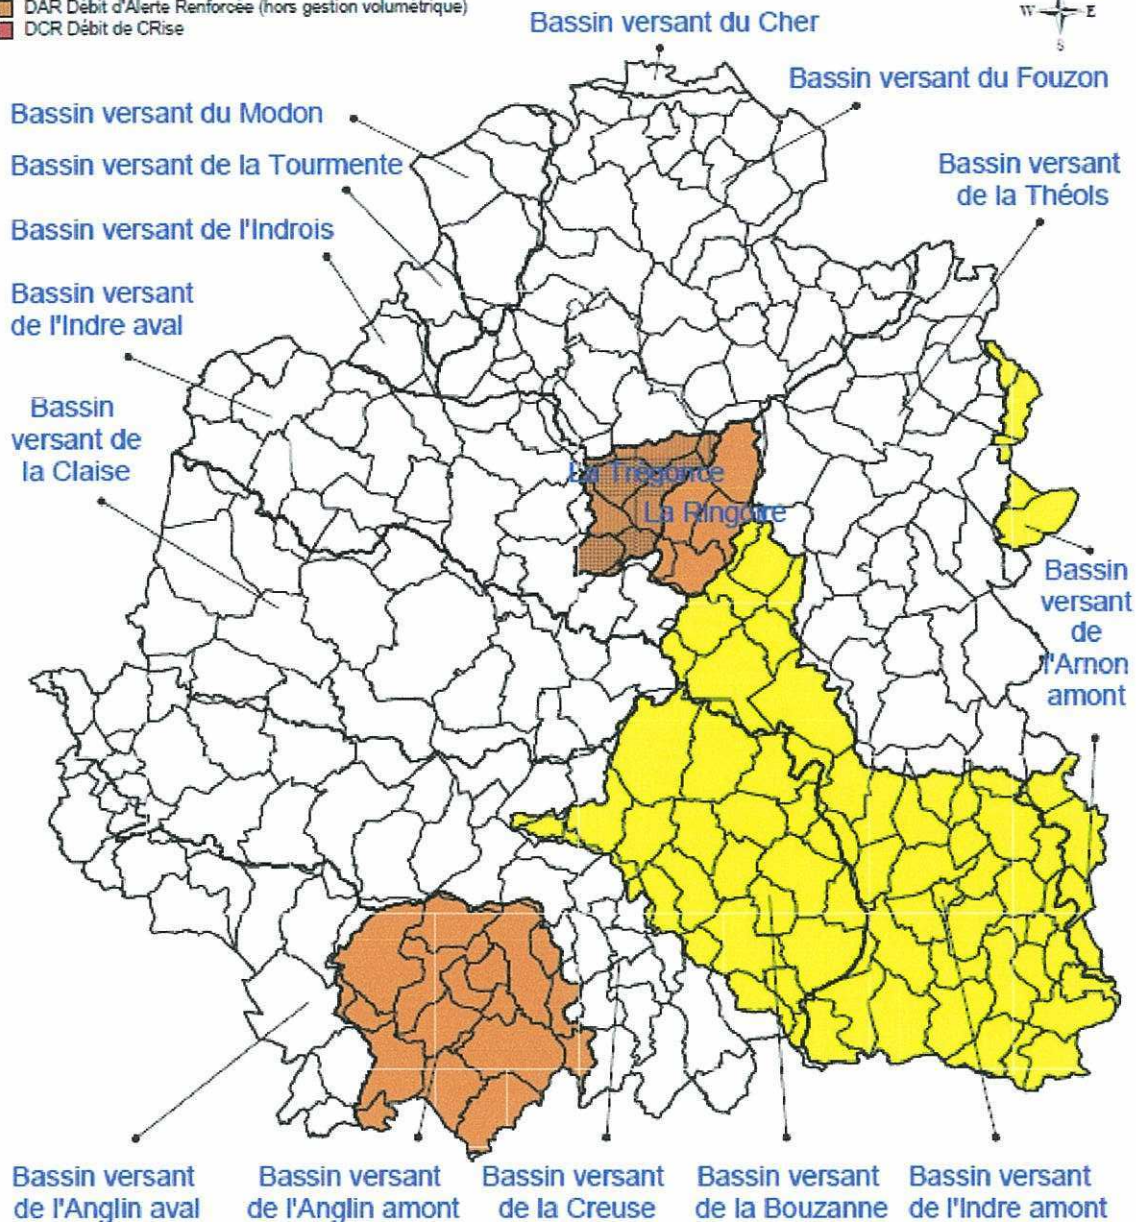 DAR Débit d'Alerte Renforcée (hors gestion volumétrique)
DCR Débit de CRise
W E
S
Bassin versant du Cher
Bassin versant du Fouzon
Bassin versant du Modon
Bassin versant de la Tourmente
Bassin versant
de la Théols
Bassin versant de l'Indrois
Bassin versant
de l'Indre aval
Bassin
versant de
la Claise
La Trégonce
La Ringoire
Bassin
versant
de
l'Arnon
amont
Bassin versant
de l'Anglin aval
Bassin versant
de l'Anglin amont
Bassin versant
de la Creuse
Bassin versant
de la Bouzanne
Bassin versant
de l'Indre amont